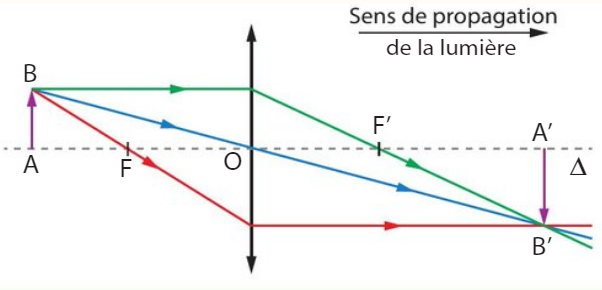 Sens de propagation
de la lumière
B
F’
A’
A
F
O
Δ
B’